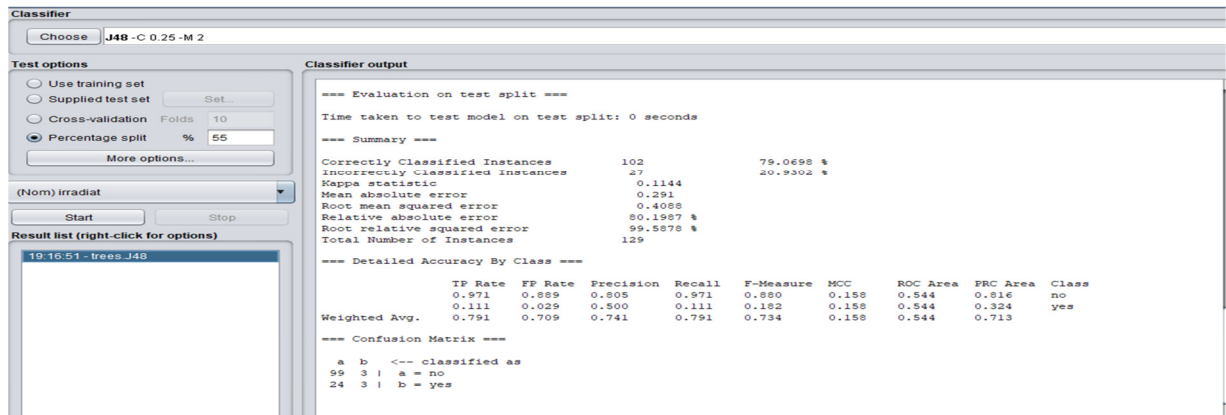 Classifier
Choose J48 -C 0.25 -M 2
Test options
Use training set
Supplied test set Set...
Cross-validation Folds 10
Percentage split % 55
More options...
(Nom) irradiat
Start Stop
Result list (right-click for options)
19:16:51 - trees.J48
Classifier output
=== Evaluation on test split ===
Time taken to test model on test split: 0 seconds
=== Summary ===
Correctly Classified Instances 102 79.0698 %
Incorrectly Classified Instances 27 20.9302 %
Kappa statistic 0.1144
Mean absolute error 0.291
Root mean squared error 0.4088
Relative absolute error 80.1987 %
Root relative squared error 99.5878 %
Total Number of Instances 129
=== Detailed Accuracy By Class ===
TP Rate FP Rate Precision Recall F-Measure MCC ROC Area PRC Area Class
0.971 0.889 0.805 0.971 0.880 0.158 0.544 0.816 no
0.111 0.029 0.500 0.111 0.182 0.158 0.544 0.324 yes
Weighted Avg. 0.791 0.709 0.741 0.791 0.734 0.158 0.544 0.713
=== Confusion Matrix ===
a b <-- classified as
99 3 | a = no
24 3 | b = yes